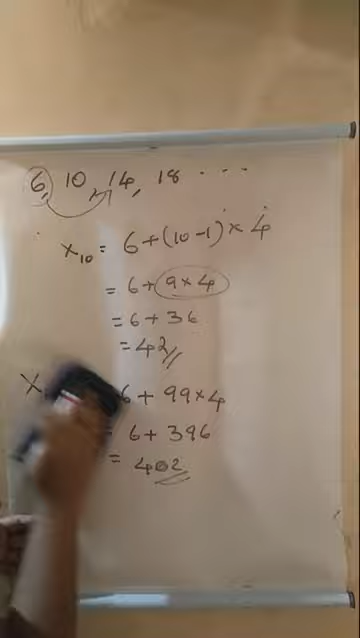 6, 10, 14, 18 ....
x₁₀ = 6+(10-1)×4
= 6+9×4
= 6+36
= 42//
x 6+99×4
= 6+396
= 402